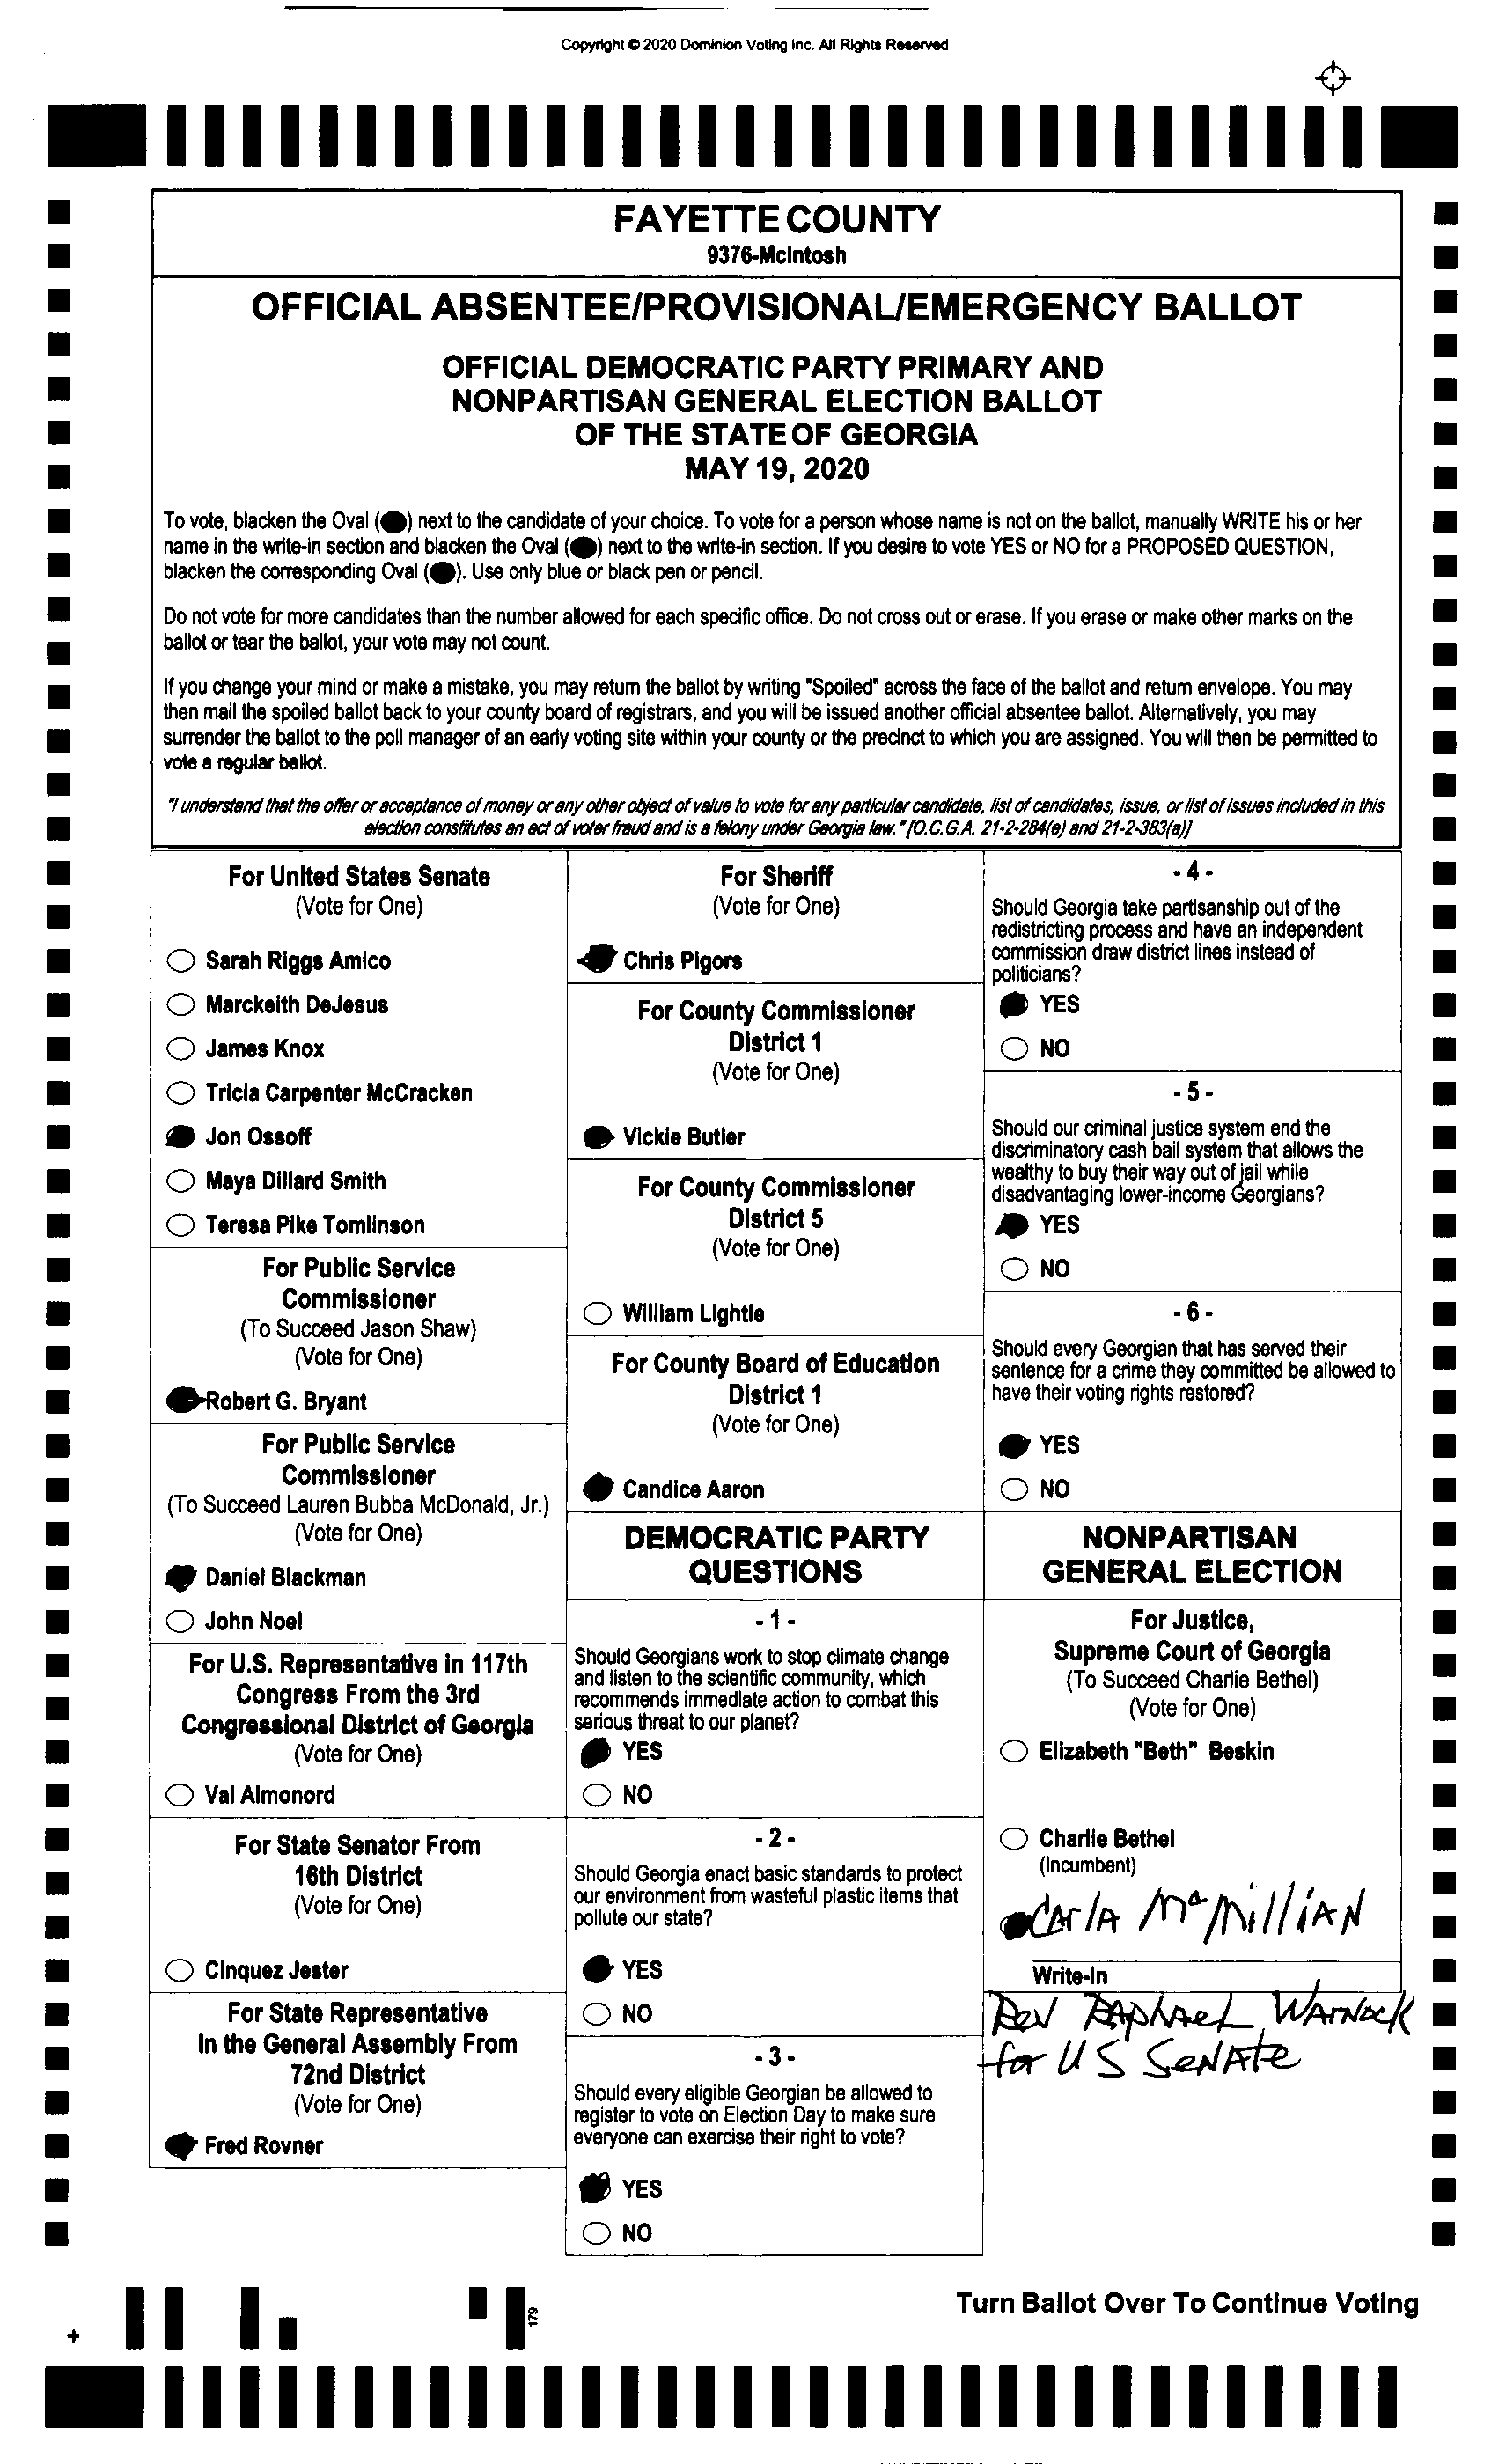 Copyright © 2020 Dominion Voting Inc. All Rights Reserved
FAYETTE COUNTY
9376-McIntosh
OFFICIAL ABSENTEE/PROVISIONAL/EMERGENCY BALLOT
OFFICIAL DEMOCRATIC PARTY PRIMARY AND
NONPARTISAN GENERAL ELECTION BALLOT
OF THE STATE OF GEORGIA
MAY 19, 2020
To vote, blacken the Oval ( ) next to the candidate of your choice. To vote for a person whose name is not on the ballot, manually WRITE his or her
name in the write-in section and blacken the Oval ( ) next to the write-in section. If you desire to vote YES or NO for a PROPOSED QUESTION,
blacken the corresponding Oval ( ). Use only blue or black pen or pencil.
Do not vote for more candidates than the number allowed for each specific office. Do not cross out or erase. If you erase or make other marks on the
ballot or tear the ballot, your vote may not count.
If you change your mind or make a mistake, you may return the ballot by writing "Spoiled" across the face of the ballot and return envelope. You may
then mail the spoiled ballot back to your county board of registrars, and you will be issued another official absentee ballot. Alternatively, you may
surrender the ballot to the poll manager of an early voting site within your county or the precinct to which you are assigned. You will then be permitted to
vote a regular ballot.
"I understand that the offer or acceptance of money or any other object of value to vote for any particular candidate, list of candidates, issue, or list of issues included in this
election constitutes an act of voter fraud and is a felony under Georgia law." [O.C.G.A. 21-2-284(e) and 21-2-383(a)]
For United States Senate
(Vote for One)
Sarah Riggs Amico
Marckeith DeJesus
James Knox
Tricia Carpenter McCracken
Jon Ossoff
Maya Dillard Smith
Teresa Pike Tomlinson
For Public Service
Commissioner
(To Succeed Jason Shaw)
(Vote for One)
Robert G. Bryant
For Public Service
Commissioner
(To Succeed Lauren Bubba McDonald, Jr.)
(Vote for One)
Daniel Blackman
John Noel
For U.S. Representative in 117th
Congress From the 3rd
Congressional District of Georgia
(Vote for One)
Val Almonord
For State Senator From
16th District
(Vote for One)
Cinquez Jester
For State Representative
In the General Assembly From
72nd District
(Vote for One)
Fred Rovner
For Sheriff
(Vote for One)
Chris Pigors
For County Commissioner
District 1
(Vote for One)
Vickie Butler
For County Commissioner
District 5
(Vote for One)
William Lightle
For County Board of Education
District 1
(Vote for One)
Candice Aaron
DEMOCRATIC PARTY
QUESTIONS
- 1 -
Should Georgians work to stop climate change
and listen to the scientific community, which
recommends immediate action to combat this
serious threat to our planet?
YES
NO
- 2 -
Should Georgia enact basic standards to protect
our environment from wasteful plastic items that
pollute our state?
YES
NO
- 3 -
Should every eligible Georgian be allowed to
register to vote on Election Day to make sure
everyone can exercise their right to vote?
YES
NO
- 4 -
Should Georgia take partisanship out of the
redistricting process and have an independent
commission draw district lines instead of
politicians?
YES
NO
- 5 -
Should our criminal justice system end the
discriminatory cash bail system that allows the
wealthy to buy their way out of jail while
disadvantaging lower-income Georgians?
YES
NO
- 6 -
Should every Georgian that has served their
sentence for a crime they committed be allowed to
have their voting rights restored?
YES
NO
NONPARTISAN
GENERAL ELECTION
For Justice,
Supreme Court of Georgia
(To Succeed Charlie Bethel)
(Vote for One)
Elizabeth "Beth" Beskin
Charlie Bethel
(Incumbent)
Carla McMillian
Write-in
Rev Raphael Warnock
for US Senate
179
Turn Ballot Over To Continue Voting
+